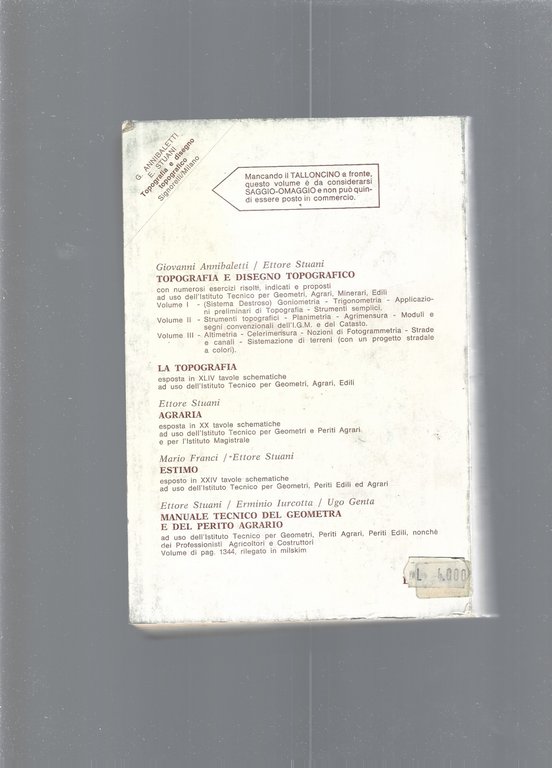 G. ANNIBALETTI
E. STUANI
Topografia e disegno
topografico
Signorelli/Milano
Mancando il TALLONCINO a fronte,
questo volume è da considerarsi
SAGGIO-OMAGGIO e non può quin-
di essere posto in commercio.
Giovanni Annibaletti / Ettore Stuani
TOPOGRAFIA E DISEGNO TOPOGRAFICO
con numerosi esercizi risolti, indicati e proposti
ad uso dell'Istituto Tecnico per Geometri, Agrari, Minerari, Edili
Volume I - (Sistema Destroso) Goniometria - Trigonometria - Applicazio-
ni preliminari di Topografia - Strumenti semplici.
Volume II - Strumenti topografici - Planimetria - Agrimensura - Moduli e
segni convenzionali dell'I.G.M. e del Catasto.
Volume III - Altimetria - Celerimensura - Nozioni di Fotogrammetria - Strade
e canali - Sistemazione di terreni (con un progetto stradale
a colori).
LA TOPOGRAFIA
esposta in XLIV tavole schematiche
ad uso dell'Istituto Tecnico per Geometri, Agrari, Edili
Ettore Stuani
AGRARIA
esposta in XX tavole schematiche
ad uso dell'Istituto Tecnico per Geometri e Periti Agrari
e per l'Istituto Magistrale
Mario Franci / Ettore Stuani
ESTIMO
esposto in XXIV tavole schematiche
ad uso dell'Istituto Tecnico per Geometri, Periti Edili ed Agrari
Ettore Stuani / Erminio Iurcotta / Ugo Genta
MANUALE TECNICO DEL GEOMETRA
E DEL PERITO AGRARIO
ad uso dell'Istituto Tecnico per Geometri, Periti Agrari, Periti Edili, nonchè
dei Professionisti Agricoltori e Costruttori
Volume di pag. 1344, rilegato in milskim
L 4.000